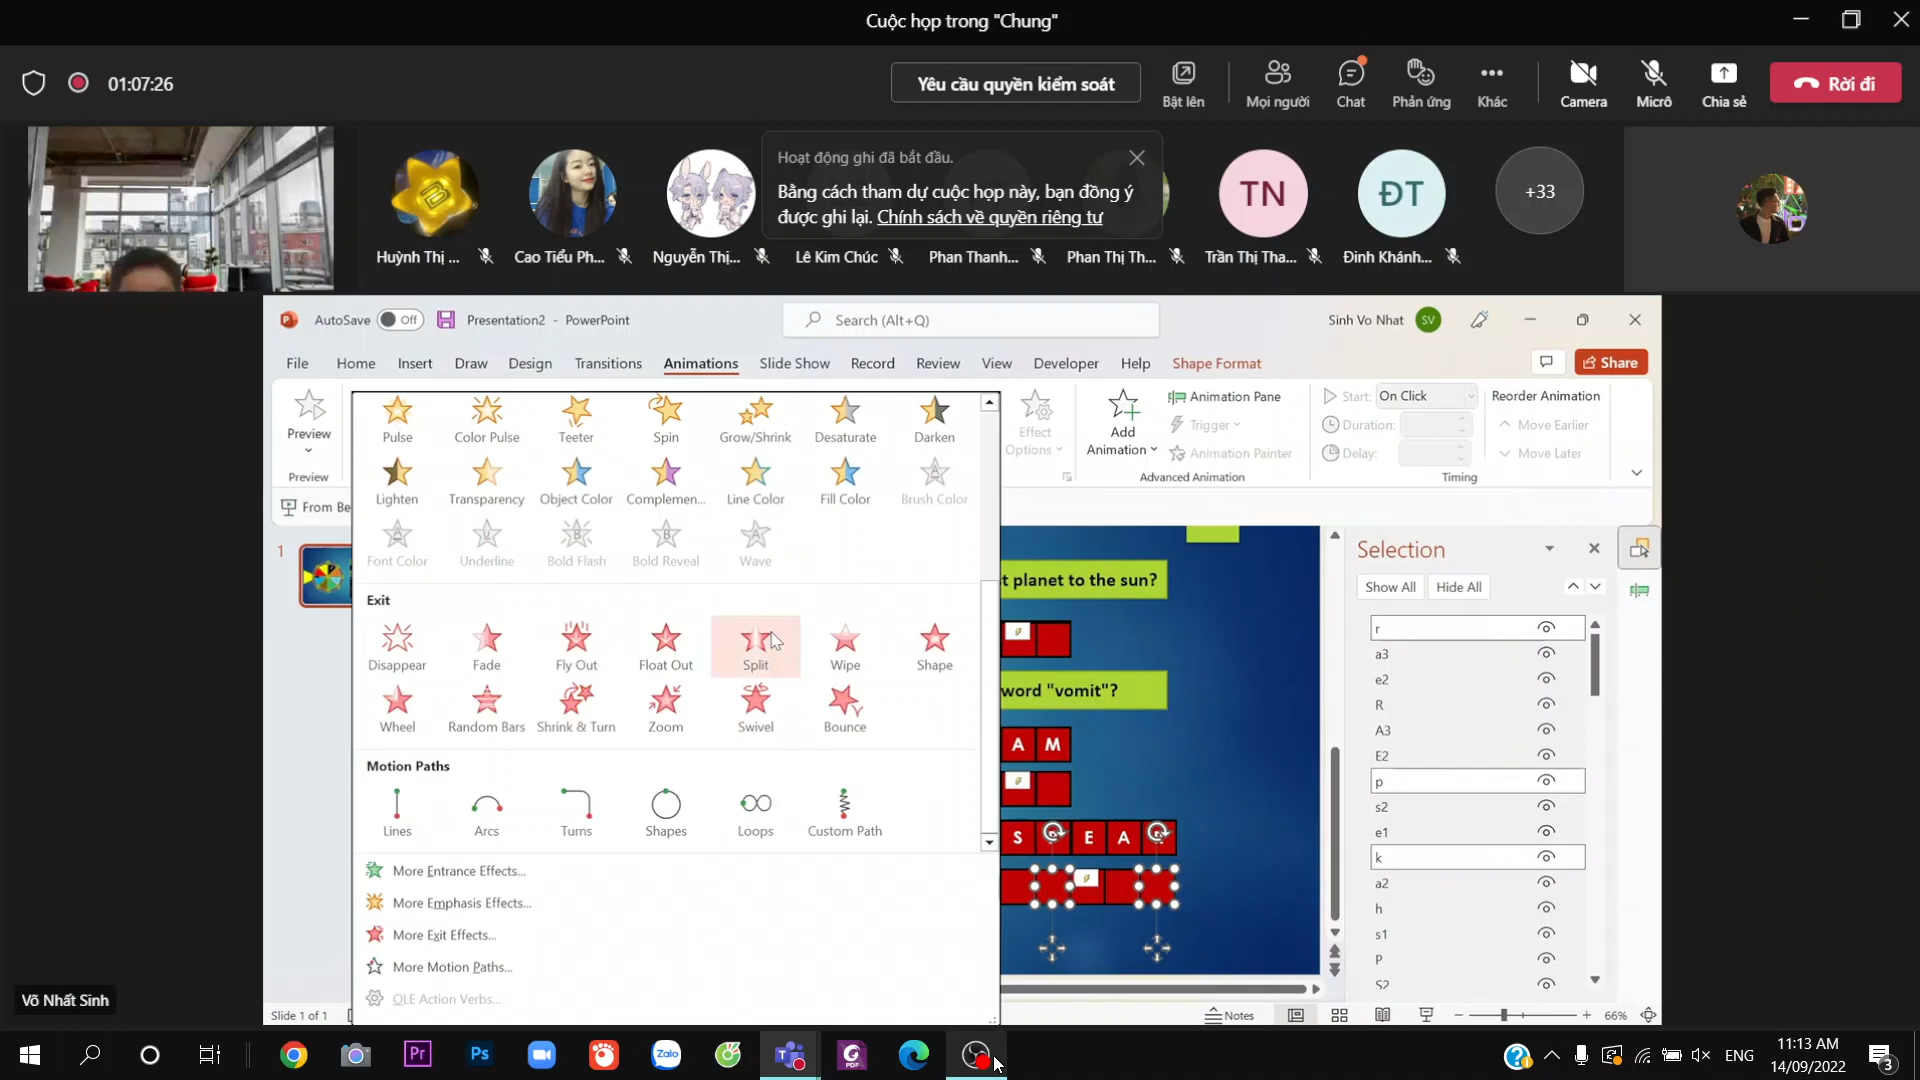 Cuộc họp trong "Chung"
01:07:26
Yêu cầu quyền kiểm soát
Bật lên
Mọi người
Chat
Phản ứng
Khác
Camera
Micrô
Chia sẻ
Rời đi
Hoạt động ghi đã bắt đầu.
Bằng cách tham dự cuộc họp này, bạn đồng ý
được ghi lại. Chính sách về quyền riêng tư
TN
ĐT
+33
Huỳnh Thị ...
Cao Tiểu Ph...
Nguyễn Thị...
Lê Kim Chúc
Phan Thanh...
Phan Thị Th...
Trần Thị Tha...
Đinh Khánh...
AutoSave
Off
Presentation2 - PowerPoint
Search (Alt+Q)
Sinh Vo Nhat
SV
File
Home
Insert
Draw
Design
Transitions
Animations
Slide Show
Record
Review
View
Developer
Help
Shape Format
Share
Preview
Preview
From Be
Pulse
Color Pulse
Teeter
Spin
Grow/Shrink
Desaturate
Darken
Lighten
Transparency
Object Color
Complemen...
Line Color
Fill Color
Brush Color
Font Color
Underline
Bold Flash
Bold Reveal
Wave
Exit
Disappear
Fade
Fly Out
Float Out
Split
Wipe
Shape
Wheel
Random Bars
Shrink & Turn
Zoom
Swivel
Bounce
Motion Paths
Lines
Arcs
Turns
Shapes
Loops
Custom Path
More Entrance Effects...
More Emphasis Effects...
More Exit Effects...
More Motion Paths...
OLE Action Verbs...
Effect
Options
Add
Animation
Animation Pane
Trigger
Animation Painter
Advanced Animation
Start:
On Click
Duration:
Delay:
Timing
Reorder Animation
Move Earlier
Move Later
1
t planet to the sun?
word "vomit"?
A M
S E A
Selection
Show All
Hide All
r
a3
e2
R
A3
E2
p
s2
e1
k
a2
h
s1
P
S2
Võ Nhất Sinh
Slide 1 of 1
Notes
66%
Pr
Ps
Zalo
PDF
ENG
11:13 AM
14/09/2022
3